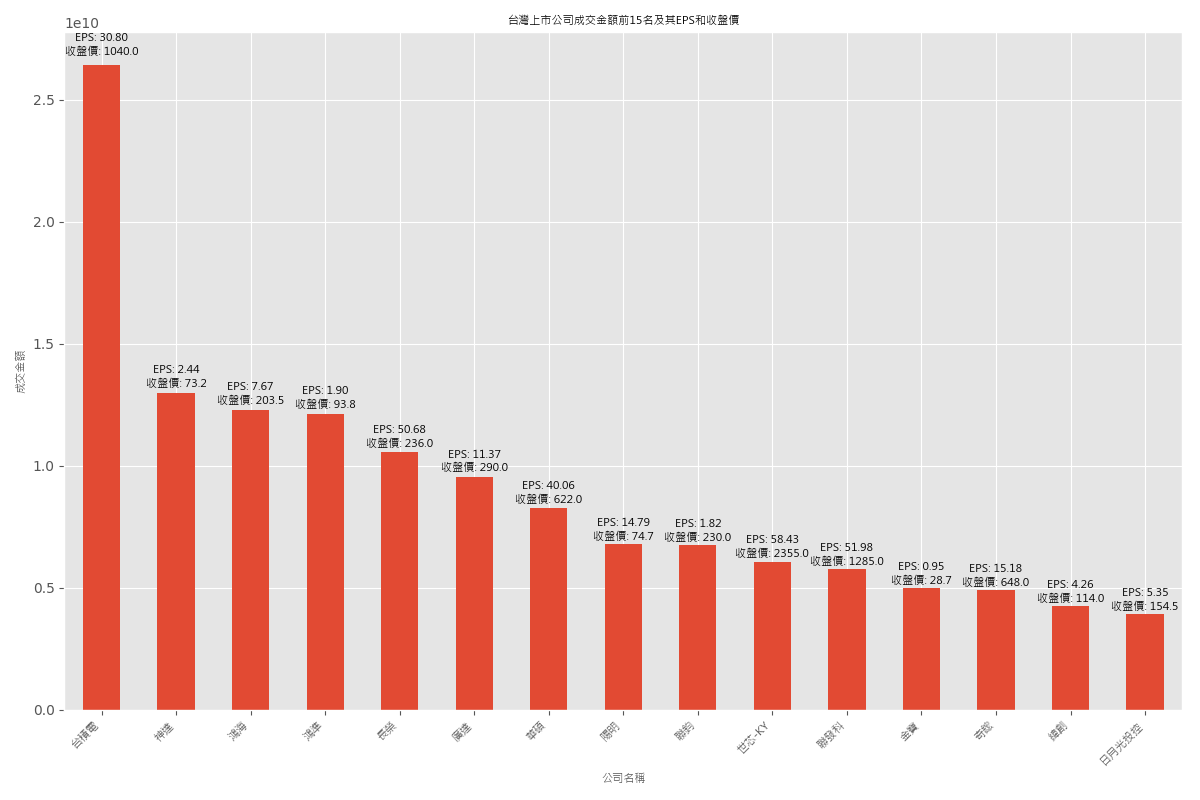 台灣上市公司成交金額前15名及其EPS和收盤價
1e10
EPS: 30.80
收盤價: 1040.0
2.5
2.0
1.5
1.0
0.5
0.0
成交金額
EPS: 2.44
收盤價: 73.2
EPS: 7.67
收盤價: 203.5
EPS: 1.90
收盤價: 93.8
EPS: 50.68
收盤價: 236.0
EPS: 11.37
收盤價: 290.0
EPS: 40.06
收盤價: 622.0
EPS: 14.79
收盤價: 74.7
EPS: 1.82
收盤價: 230.0
EPS: 58.43
收盤價: 2355.0
EPS: 51.98
收盤價: 1285.0
EPS: 0.95
收盤價: 28.7
EPS: 15.18
收盤價: 648.0
EPS: 4.26
收盤價: 114.0
EPS: 5.35
收盤價: 154.5
台積電
神達
鴻海
鴻準
長榮
廣達
華碩
陽明
聯鈞
世芯-KY
聯發科
金寶
奇鋐
緯創
日月光投控
公司名稱